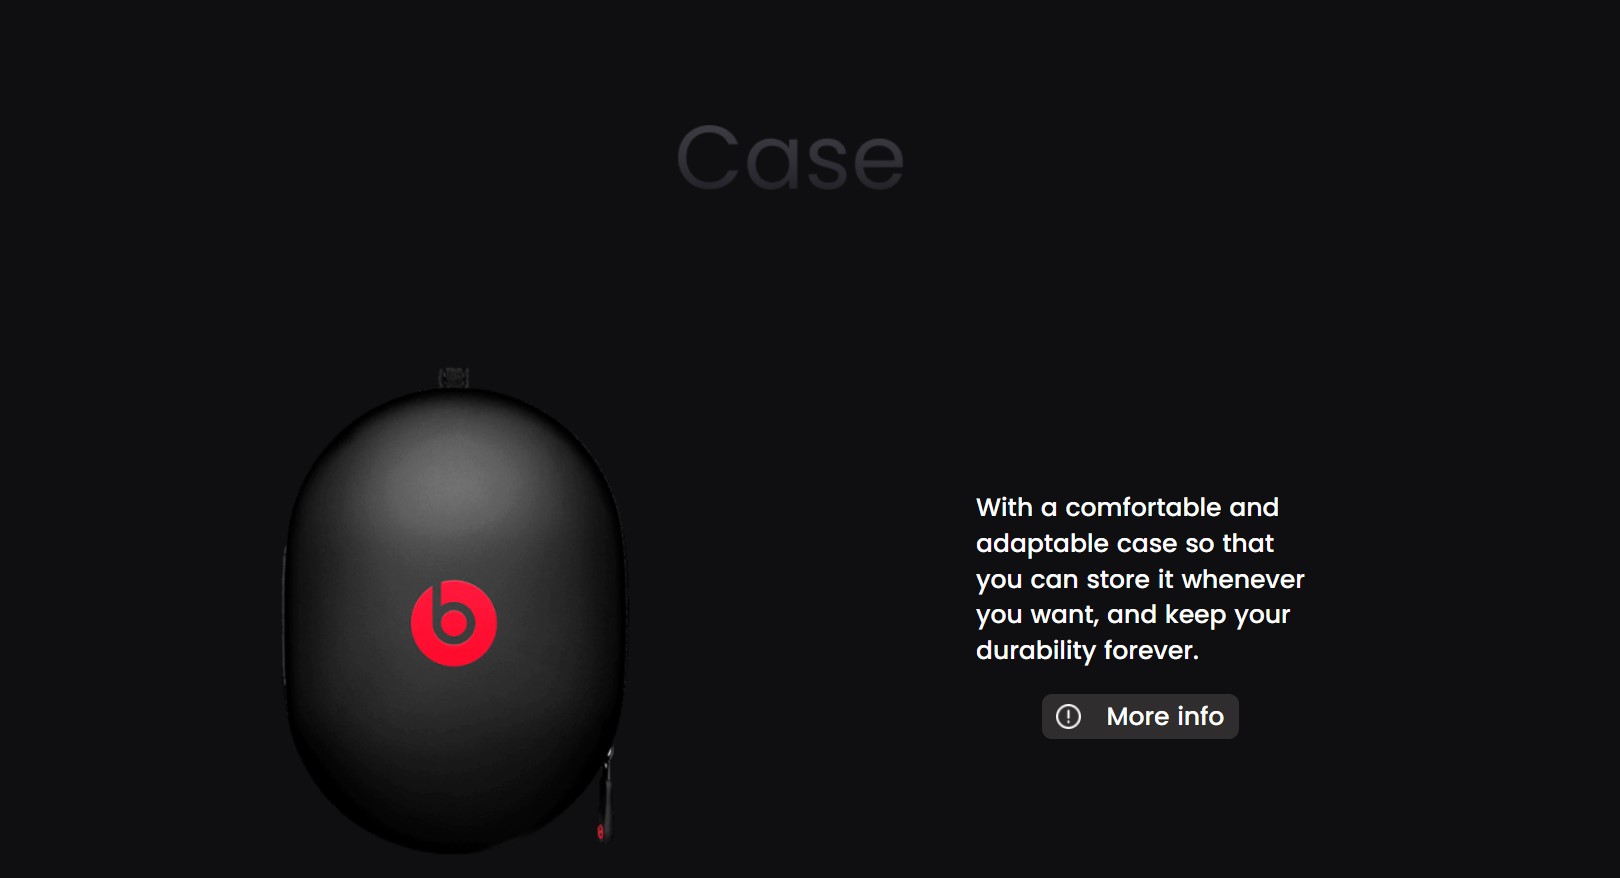 Case
With a comfortable and
adaptable case so that
you can store it whenever
you want, and keep your
durability forever.
More info